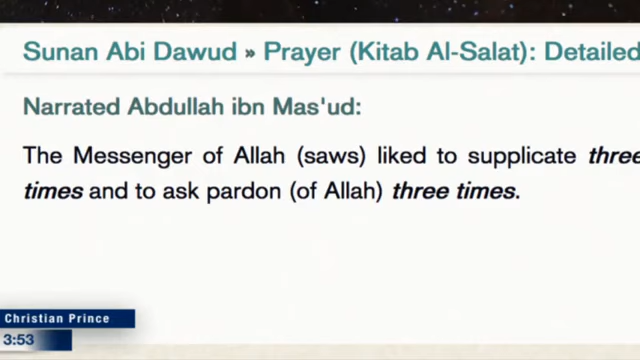 Sunan Abi Dawud » Prayer (Kitab Al-Salat): Detailed
Narrated Abdullah ibn Mas'ud:
The Messenger of Allah (saws) liked to supplicate three
times and to ask pardon (of Allah) three times.
Christian Prince
3:53